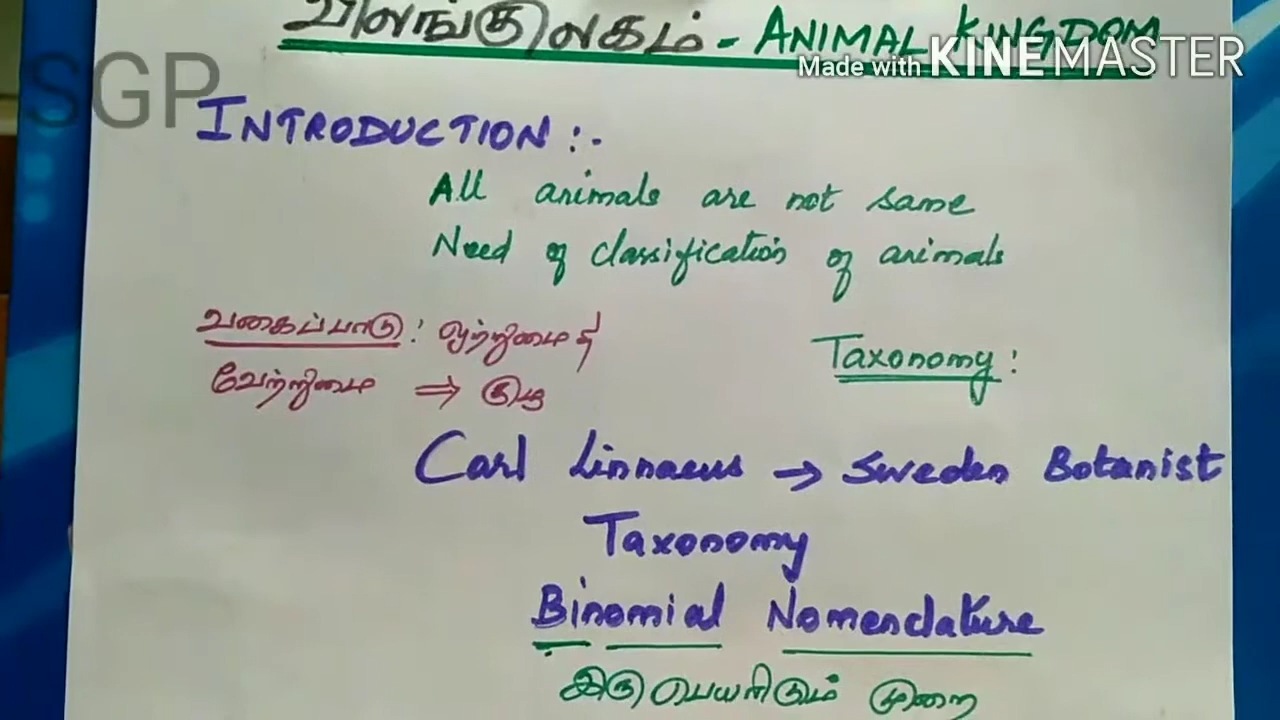 விலங்குலகம் - ANIMAL KINGDOM
Made with KINEMASTER
SGP
INTRODUCTION :-
All animals are not same
Need of classification of animals
வகைப்பாடு : ஒற்றுமை
வேற்றுமை ⇒ குழு
Taxonomy :
Carl Linnaeus → Sweden Botanist
Taxonomy
Binomial Nomenclature
இரு பெயரிடும் முறை